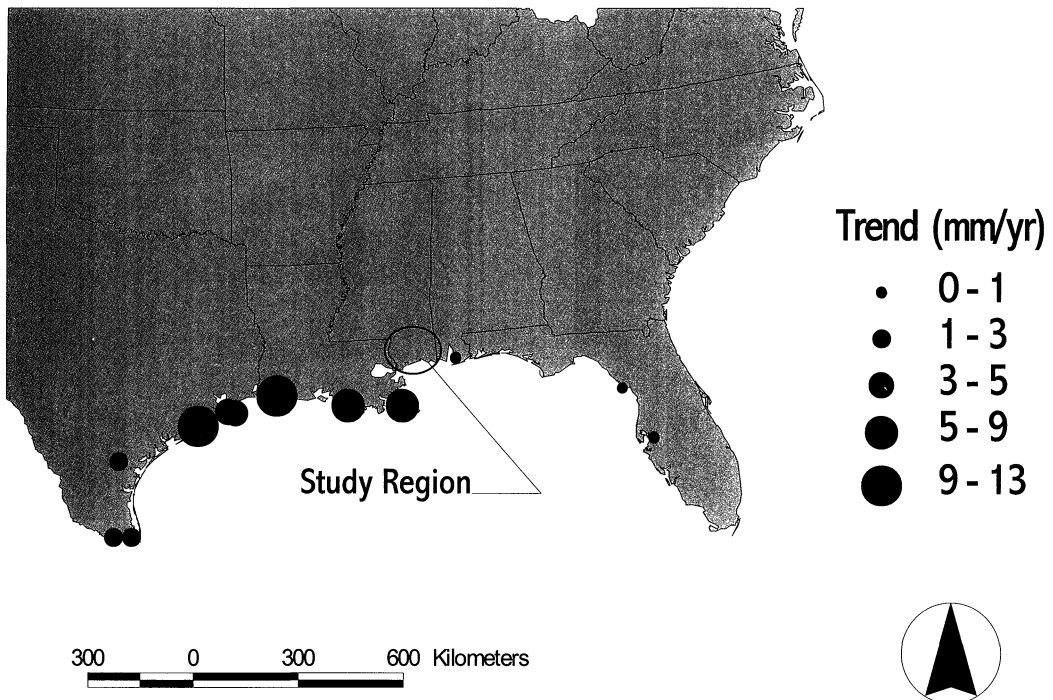 Trend (mm/yr)
0 - 1
1 - 3
3 - 5
5 - 9
9 - 13
Study Region
300 0 300 600 Kilometers